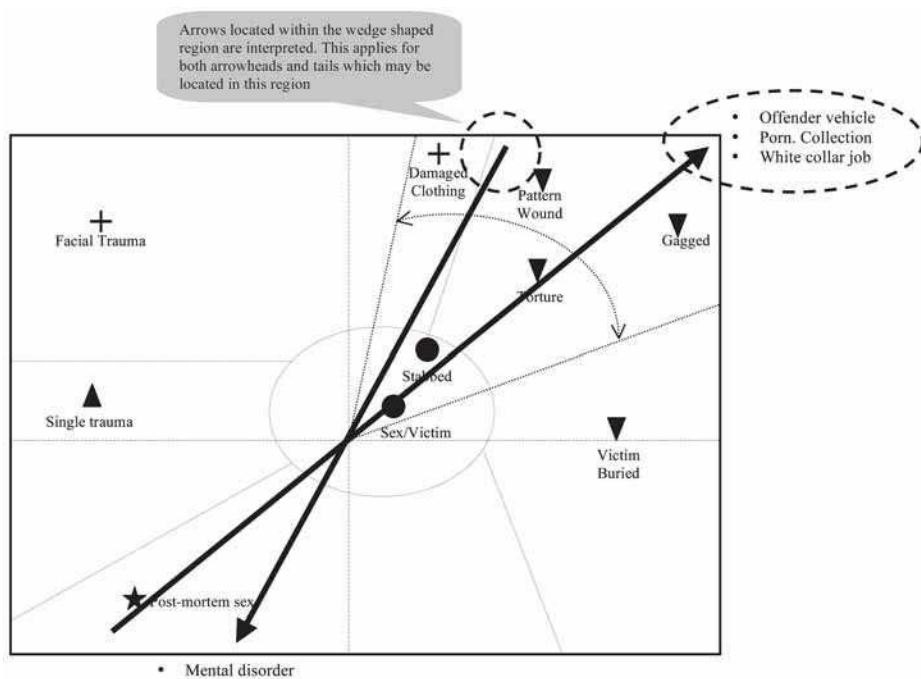 Arrows located within the wedge shaped
region are interpreted. This applies for
both arrowheads and tails which may be
located in this region
• Offender vehicle
• Porn. Collection
• White collar job
Damaged
Clothing
Pattern
Wound
Facial Trauma
Gagged
Torture
Stabbed
Single trauma
Sex/Victim
Victim
Buried
Post-mortem sex
• Mental disorder